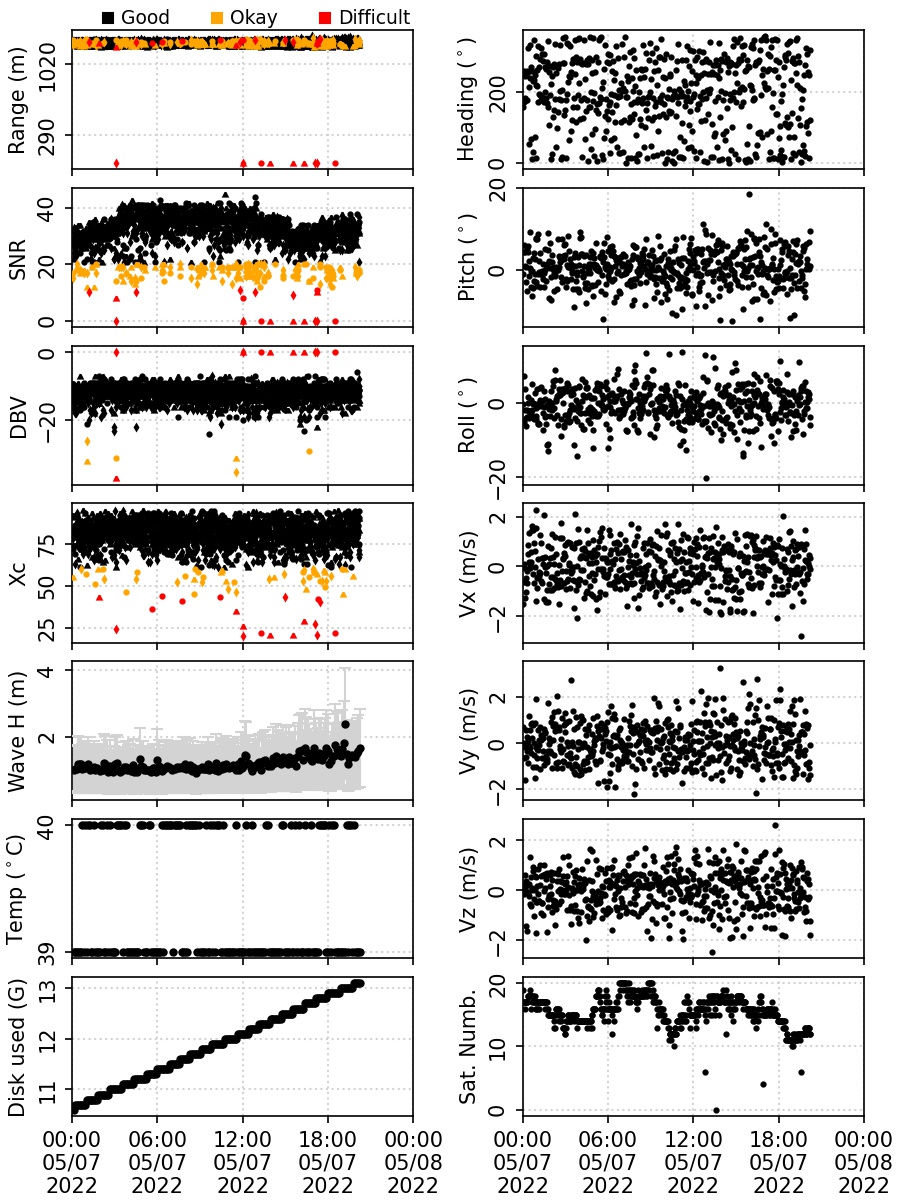 Good Okay Difficult
Range (m)
1020
290
Heading (°)
200
0
SNR
40
20
0
Pitch (°)
20
0
DBV
0
−20
Roll (°)
0
−20
Xc
75
50
25
Vx (m/s)
2
0
−2
Wave H (m)
4
2
Vy (m/s)
2
0
−2
Temp (°C)
40
39
Vz (m/s)
2
0
−2
Disk used (G)
13
12
11
Sat. Numb.
20
10
0
00:00 06:00 12:00 18:00 00:00
05/07 05/07 05/07 05/07 05/08
2022 2022 2022 2022 2022
00:00 06:00 12:00 18:00 00:00
05/07 05/07 05/07 05/07 05/08
2022 2022 2022 2022 2022